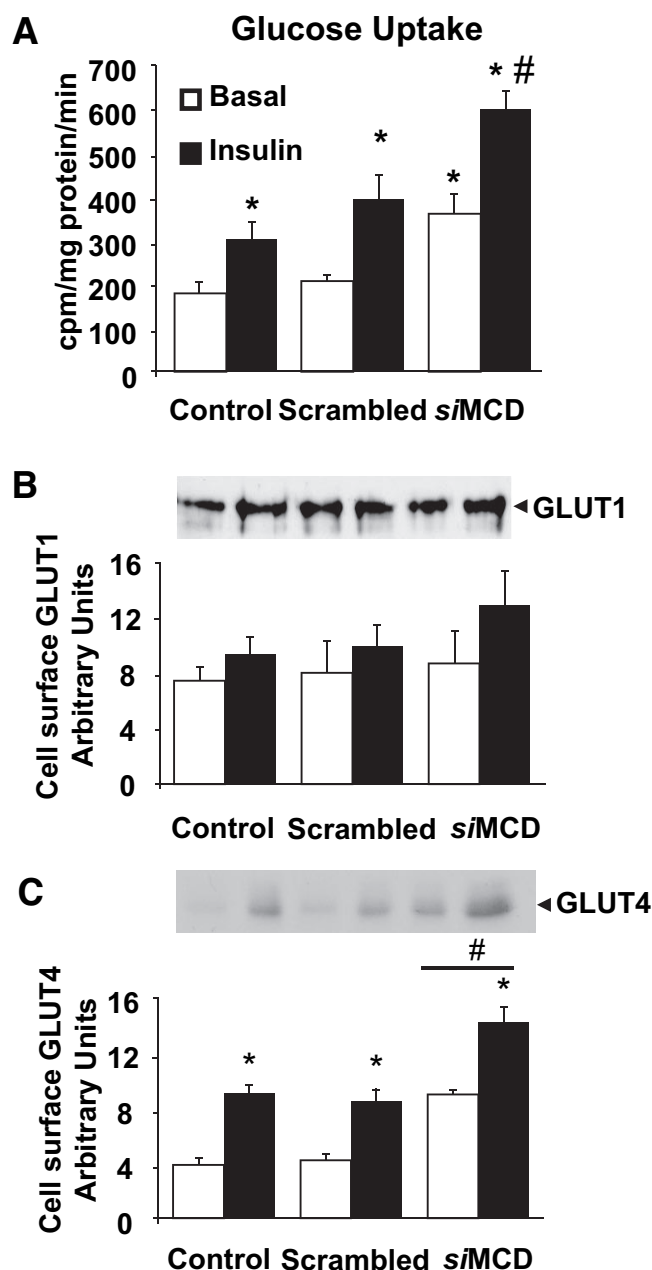 A
Glucose Uptake
cpm/mg protein/min
700
600
500
400
300
200
100
0
Basal
Insulin
*
*
*
* #
Control Scrambled siMCD
B
GLUT1
Cell surface GLUT1
Arbitrary Units
16
12
8
4
0
Control Scrambled siMCD
C
GLUT4
#
Cell surface GLUT4
Arbitrary Units
16
12
8
4
0
*
*
*
Control Scrambled siMCD